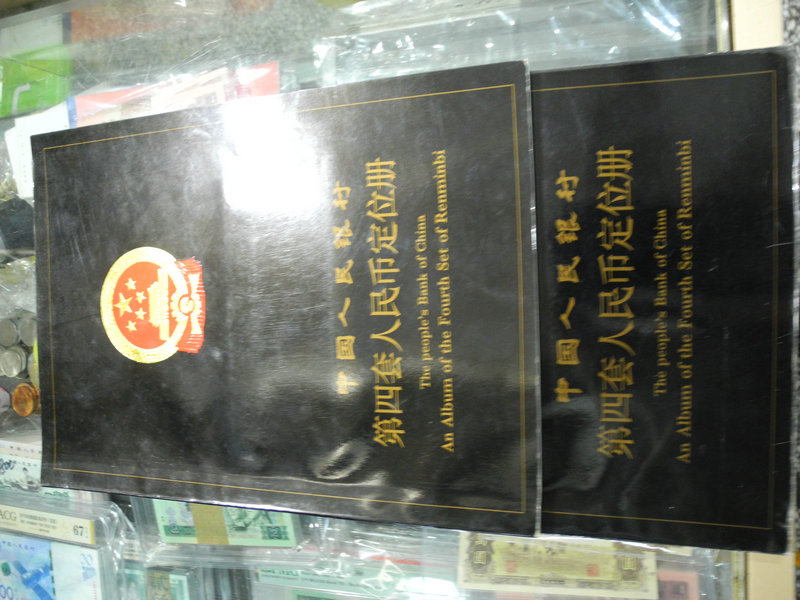 中国人民银行
第四套人民币定位册
The people's Bank of China
An Album of the Fourth Set of Renminbi
中国人民银行
第四套人民币定位册
The people's Bank of China
An Album of the Fourth Set of Renminbi
ACG
67